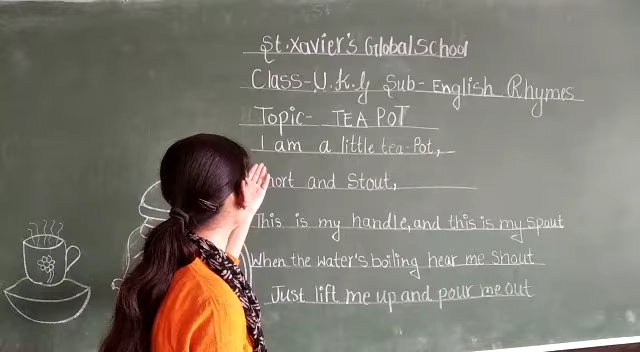 St. Xavier's Global School
Class-U.K.G Sub-English Rhymes
Topic- TEA POT
I am a little tea-Pot,
and Stout,
This is my handle, and this is my spout
When the water's boiling hear me Shout
Just lift me up and pour me out